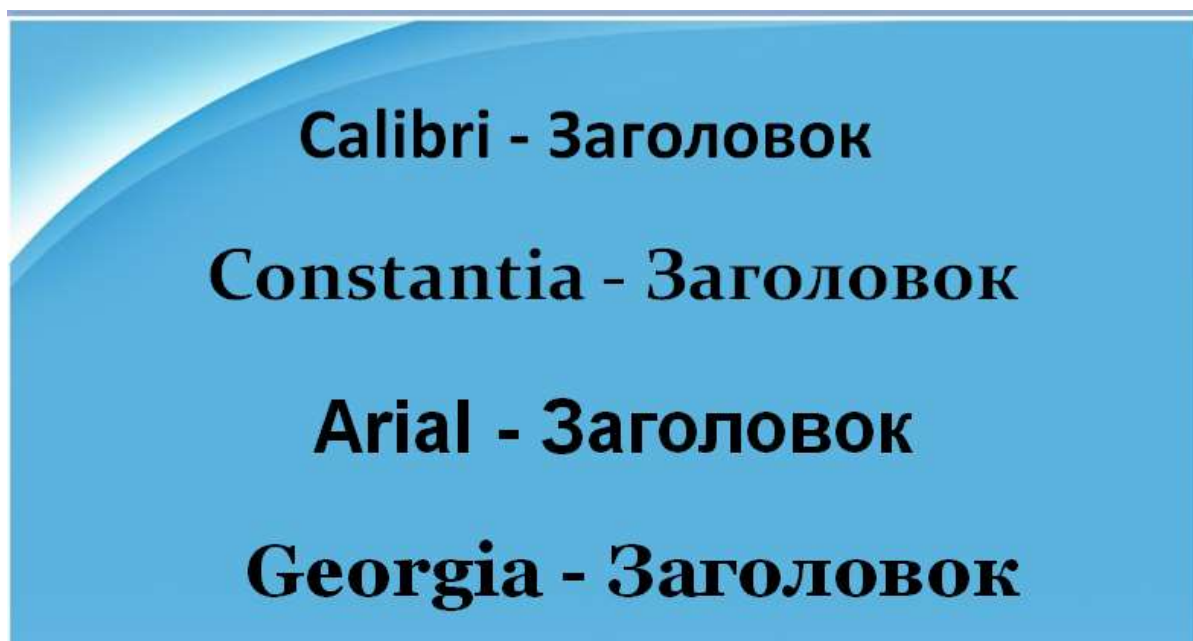 Calibri - Заголовок
Constantia - Заголовок
Arial - Заголовок
Georgia - Заголовок